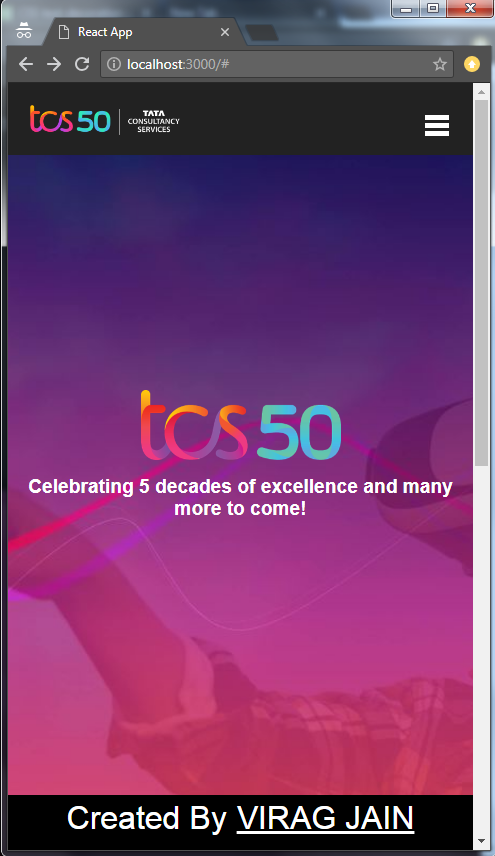 React App
localhost:3000/#
tcs 50
TATA
CONSULTANCY
SERVICES
tcs 50
Celebrating 5 decades of excellence and many
more to come!
Created By VIRAG JAIN